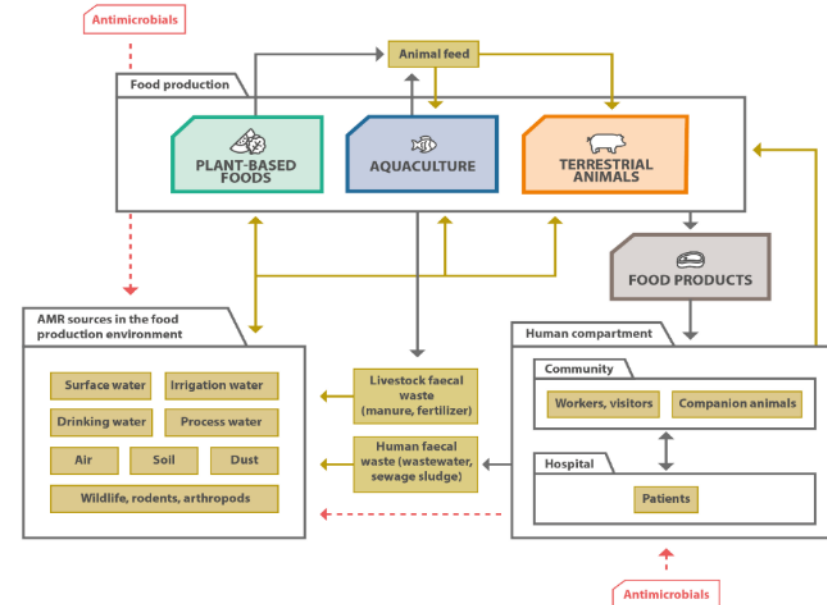 Antimicrobials
Animal feed
Food production
PLANT-BASED
FOODS
AQUACULTURE
TERRESTRIAL
ANIMALS
FOOD PRODUCTS
AMR sources in the food
production environment
Surface water
Irrigation water
Drinking water
Process water
Air
Soil
Dust
Wildlife, rodents, arthropods
Livestock faecal
waste
(manure, fertilizer)
Human faecal
waste (wastewater,
sewage sludge)
Human compartment
Community
Workers, visitors
Companion animals
Hospital
Patients
Antimicrobials